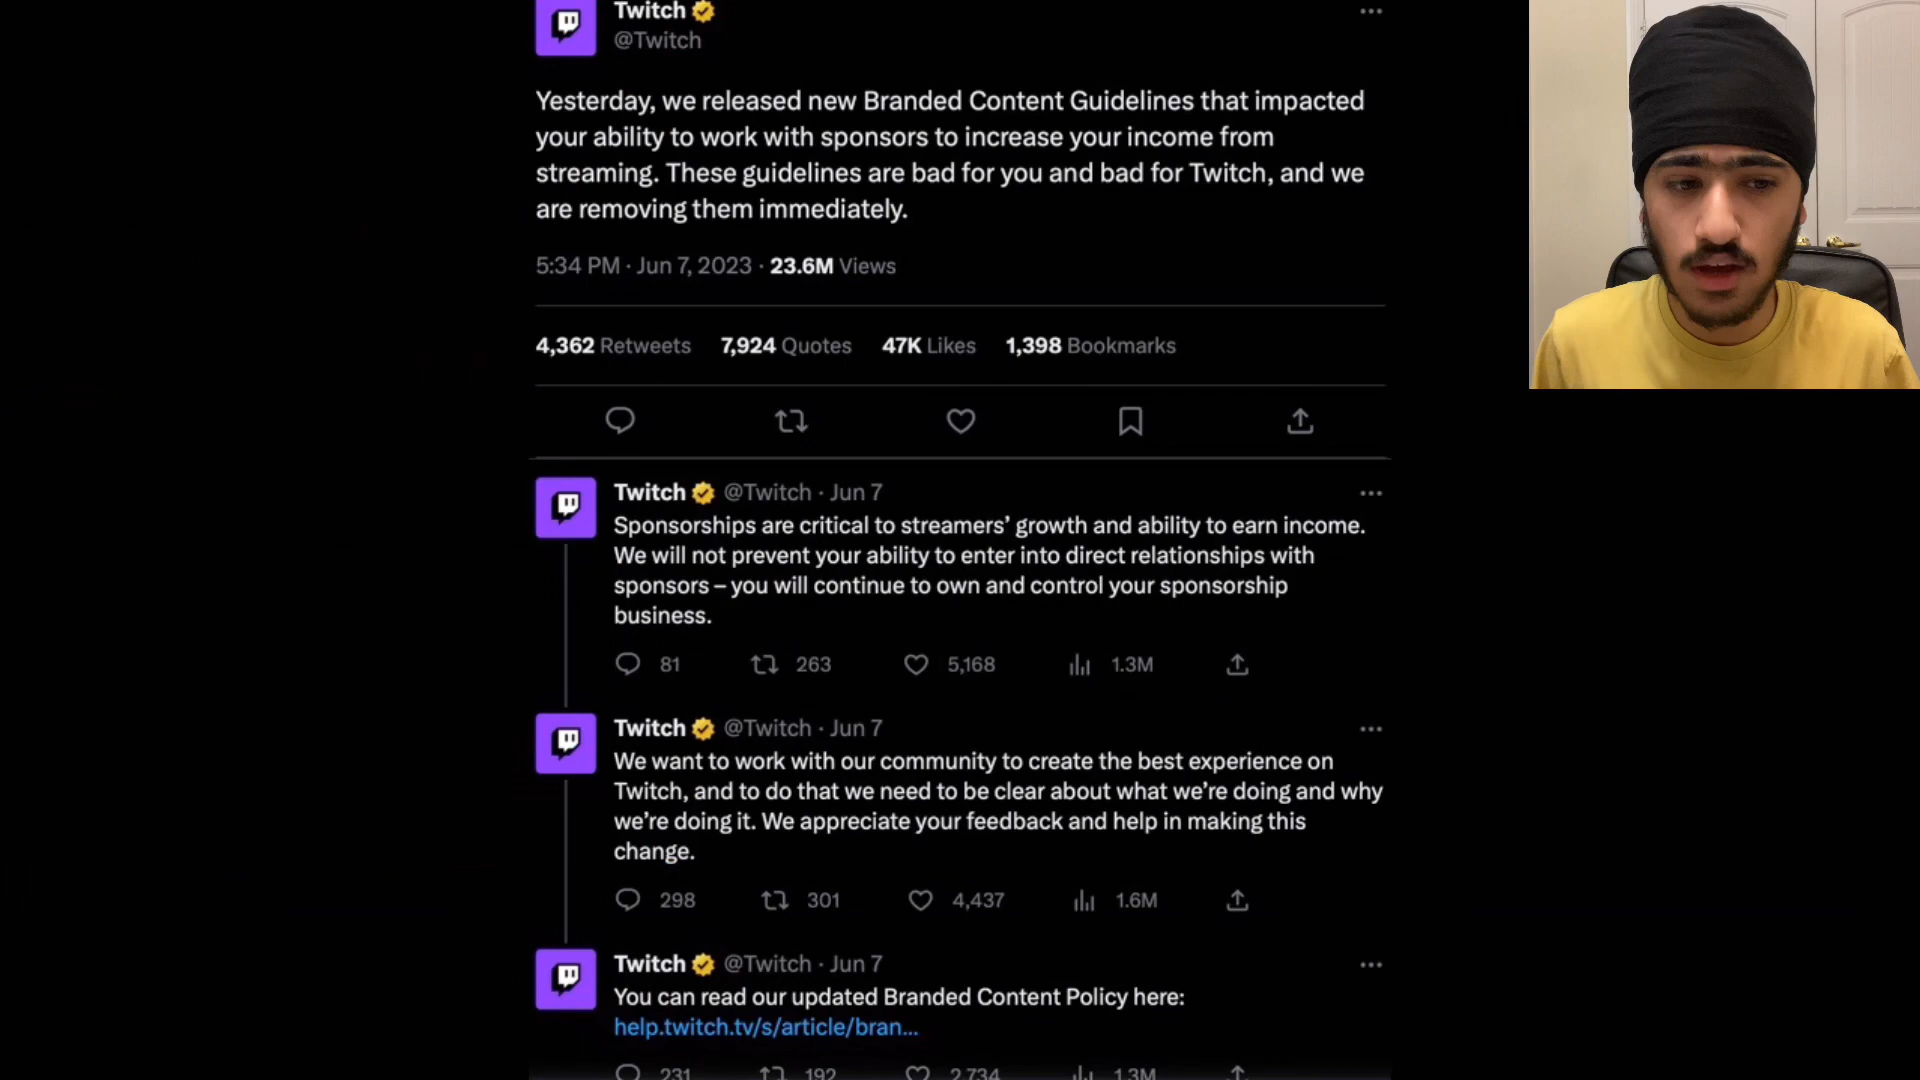 Twitch
@Twitch
Yesterday, we released new Branded Content Guidelines that impacted
your ability to work with sponsors to increase your income from
streaming. These guidelines are bad for you and bad for Twitch, and we
are removing them immediately.
5:34 PM · Jun 7, 2023 · 23.6M Views
4,362 Retweets 7,924 Quotes 47K Likes 1,398 Bookmarks
Twitch @Twitch · Jun 7
Sponsorships are critical to streamers’ growth and ability to earn income.
We will not prevent your ability to enter into direct relationships with
sponsors – you will continue to own and control your sponsorship
business.
81 263 5,168 1.3M
Twitch @Twitch · Jun 7
We want to work with our community to create the best experience on
Twitch, and to do that we need to be clear about what we’re doing and why
we’re doing it. We appreciate your feedback and help in making this
change.
298 301 4,437 1.6M
Twitch @Twitch · Jun 7
You can read our updated Branded Content Policy here:
help.twitch.tv/s/article/bran...
231 192 2,734 1.3M